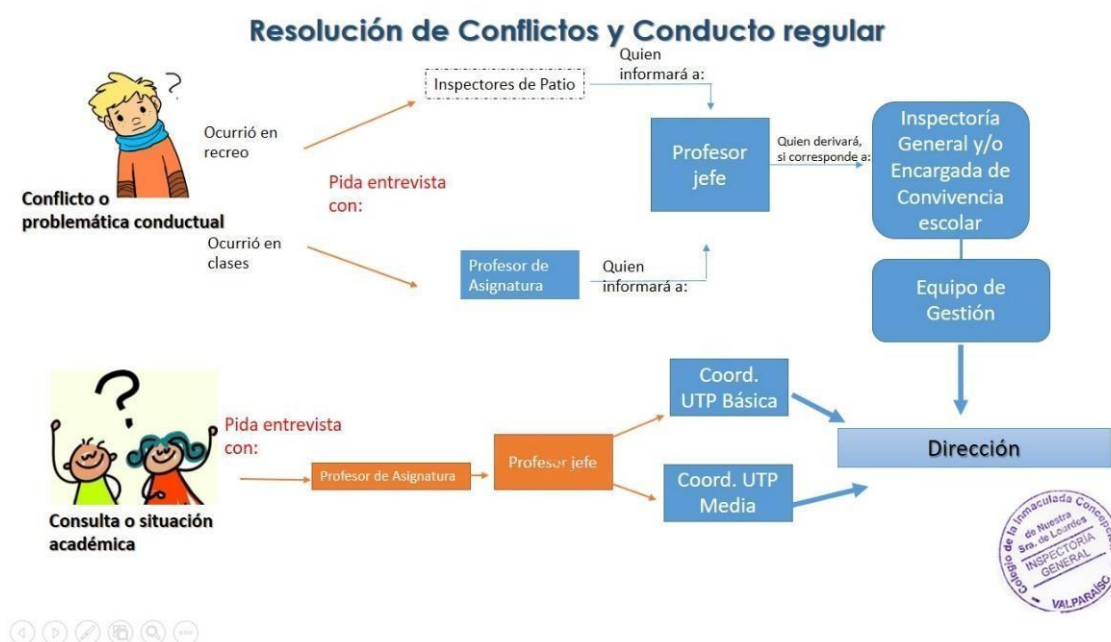 Resolución de Conflictos y Conducto regular
Conflicto o
problemática conductual
Ocurrió en
recreo
Ocurrió en
clases
Pida entrevista
con:
Inspectores de Patio
Quien
informará a:
Profesor de
Asignatura
Quien
informará a:
Profesor
jefe
Quien derivará,
si corresponde a:
Inspectoría
General y/o
Encargada de
Convivencia
escolar
Equipo de
Gestión
Consulta o situación
académica
Pida entrevista
con:
Profesor de Asignatura
Profesor jefe
Coord.
UTP Básica
Coord. UTP
Media
Dirección
Colegio de la Inmaculada Concepción
de Nuestra
Sra. de Lourdes
INSPECTORÍA
GENERAL
VALPARAÍSO